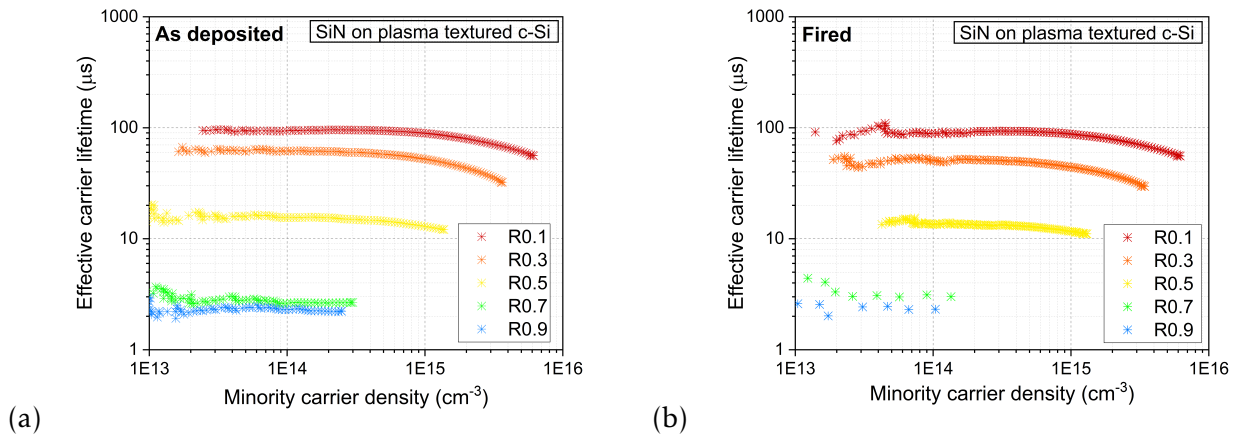 As deposited
SiN on plasma textured c-Si
Effective carrier lifetime (μs)
1000
100
10
1
R0.1
R0.3
R0.5
R0.7
R0.9
1E13 1E14 1E15 1E16
Minority carrier density (cm⁻³)
(a)
Fired
SiN on plasma textured c-Si
Effective carrier lifetime (μs)
1000
100
10
1
R0.1
R0.3
R0.5
R0.7
R0.9
1E13 1E14 1E15 1E16
Minority carrier density (cm⁻³)
(b)